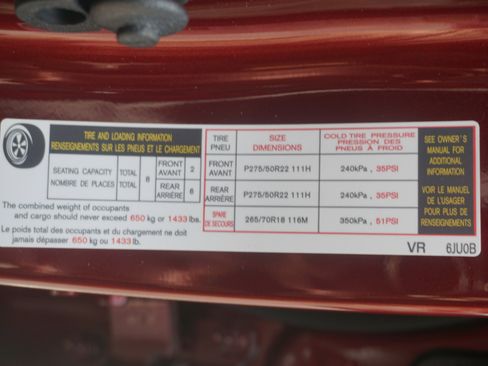 TIRE AND LOADING INFORMATION
RENSEIGNEMENTS SUR LES PNEUS ET LE CHARGEMENT
SEATING CAPACITY TOTAL 8 FRONT AVANT 2
NOMBRE DE PLACES TOTAL REAR ARRIÈRE 6
The combined weight of occupants
and cargo should never exceed 650 kg or 1433 lbs.
Le poids total des occupants et du chargement ne doit
jamais dépasser 650 kg ou 1433 lb.
TIRE
PNEU
SIZE
DIMENSIONS
COLD TIRE PRESSURE
PRESSION DES
PNEUS À FROID
FRONT
AVANT
P275/50R22 111H
240kPa , 35PSI
REAR
ARRIÈRE
P275/50R22 111H
240kPa , 35PSI
SPARE
DE SECOURS
265/70R18 116M
350kPa , 51PSI
SEE OWNER'S
MANUAL FOR
ADDITIONAL
INFORMATION
VOIR LE MANUEL
DE L'USAGER
POUR PLUS DE
RENSEIGNEMENTS
VR 6JU0B